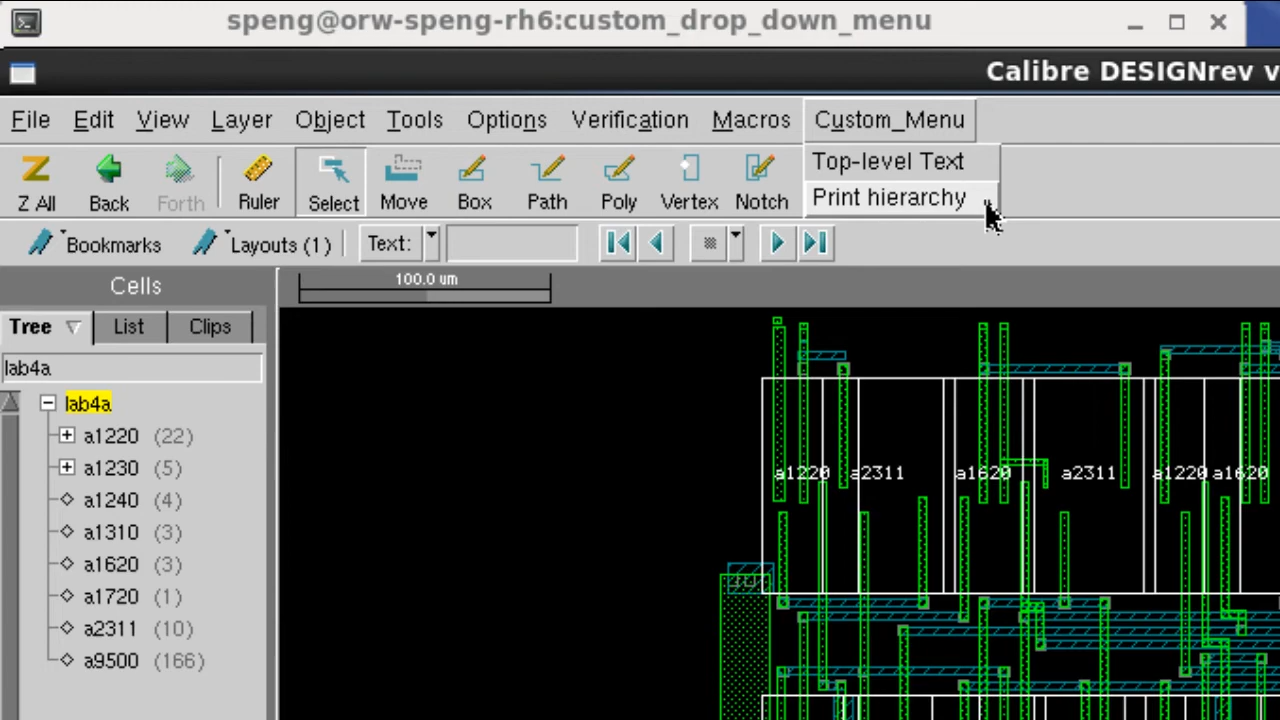 speng@orw-speng-rh6:custom_drop_down_menu
Calibre DESIGNrev v
File Edit View Layer Object Tools Options Verification Macros Custom_Menu
Top-level Text
Print hierarchy
Z All Back Forth Ruler Select Move Box Path Poly Vertex Notch
Bookmarks Layouts (1) Text:
Cells
100.0 um
Tree List Clips
lab4a
lab4a
a1220 (22)
a1230 (5)
a1240 (4)
a1310 (3)
a1620 (3)
a1720 (1)
a2311 (10)
a9500 (166)
a1220 a2311 a1620 a2311 a1220 a1620